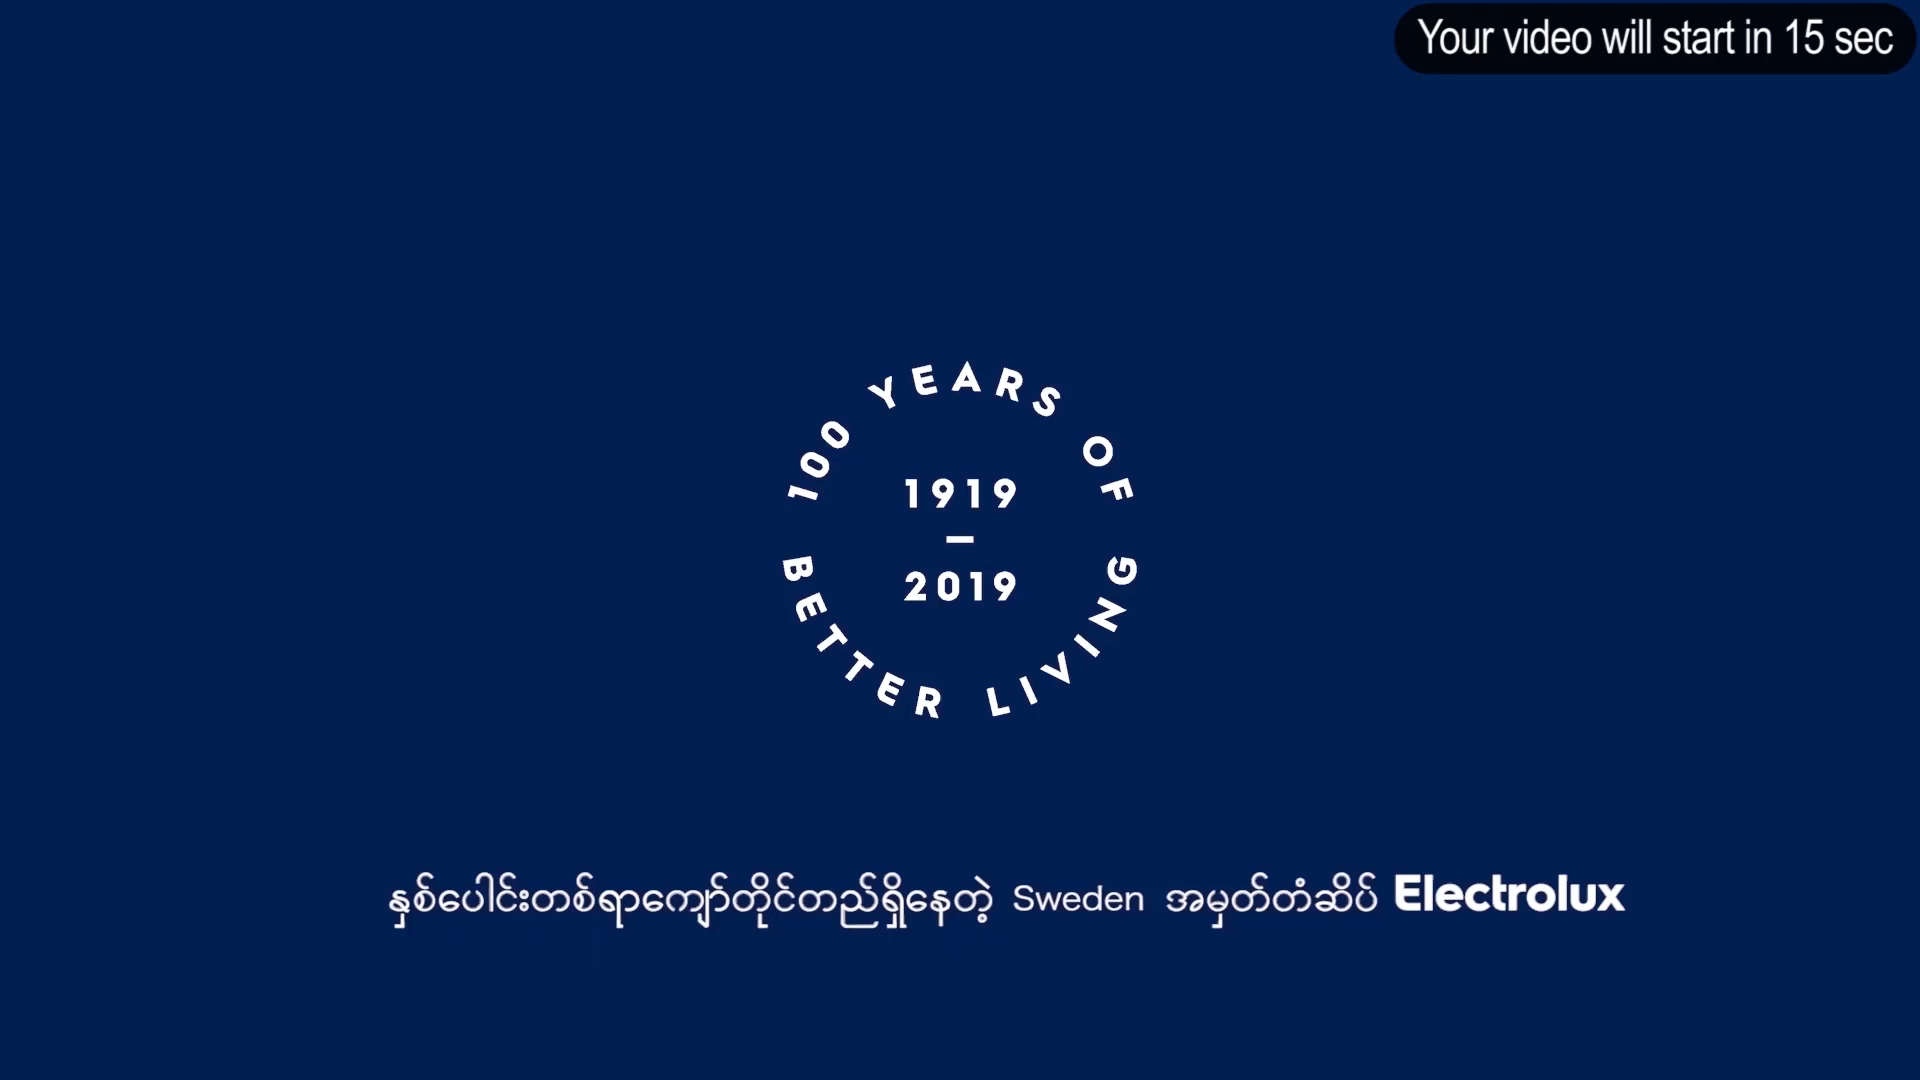 Your video will start in 15 sec
100 YEARS OF
1919
–
2019
BETTER LIVING
နှစ်ပေါင်းတစ်ရာကျော်တိုင်တည်ရှိနေတဲ့ Sweden အမှတ်တံဆိပ် Electrolux